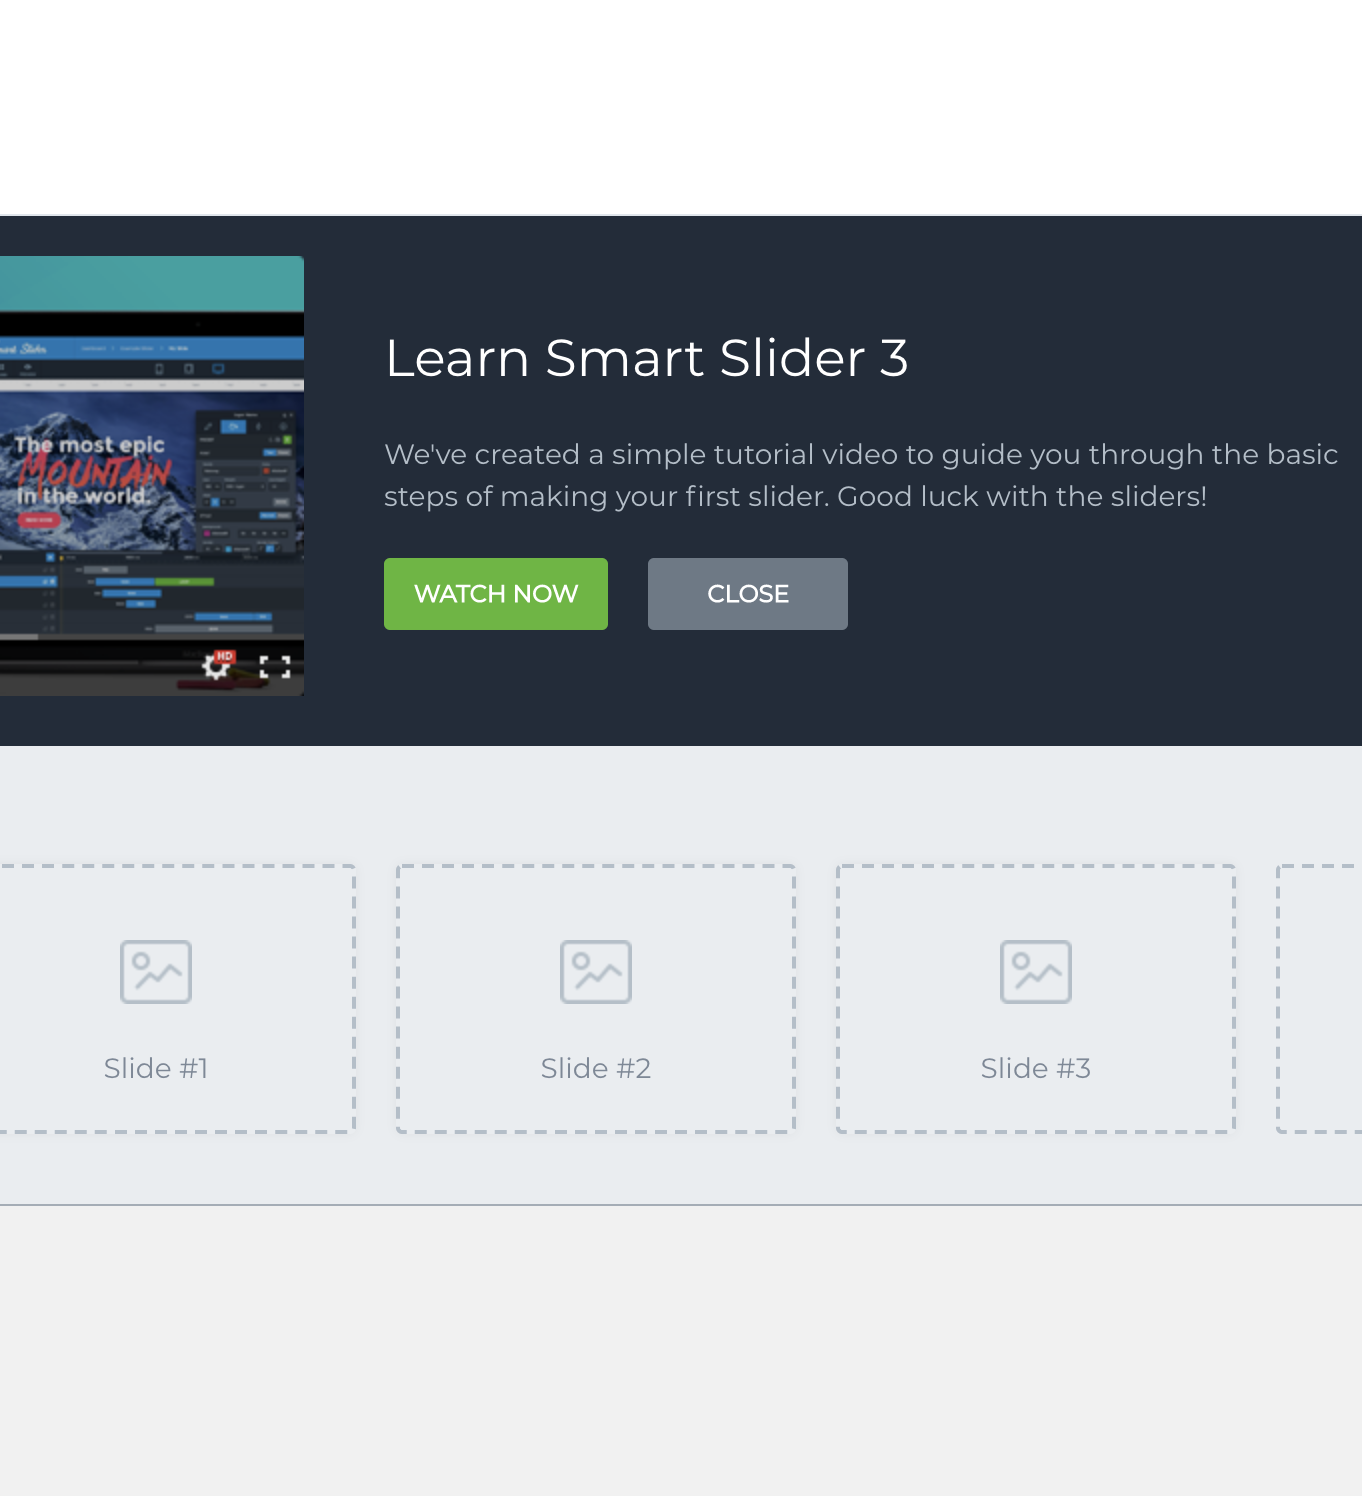 The most epic
MOUNTAIN
in the world.
HD
Learn Smart Slider 3
We've created a simple tutorial video to guide you through the basic
steps of making your first slider. Good luck with the sliders!
WATCH NOW
CLOSE
Slide #1
Slide #2
Slide #3